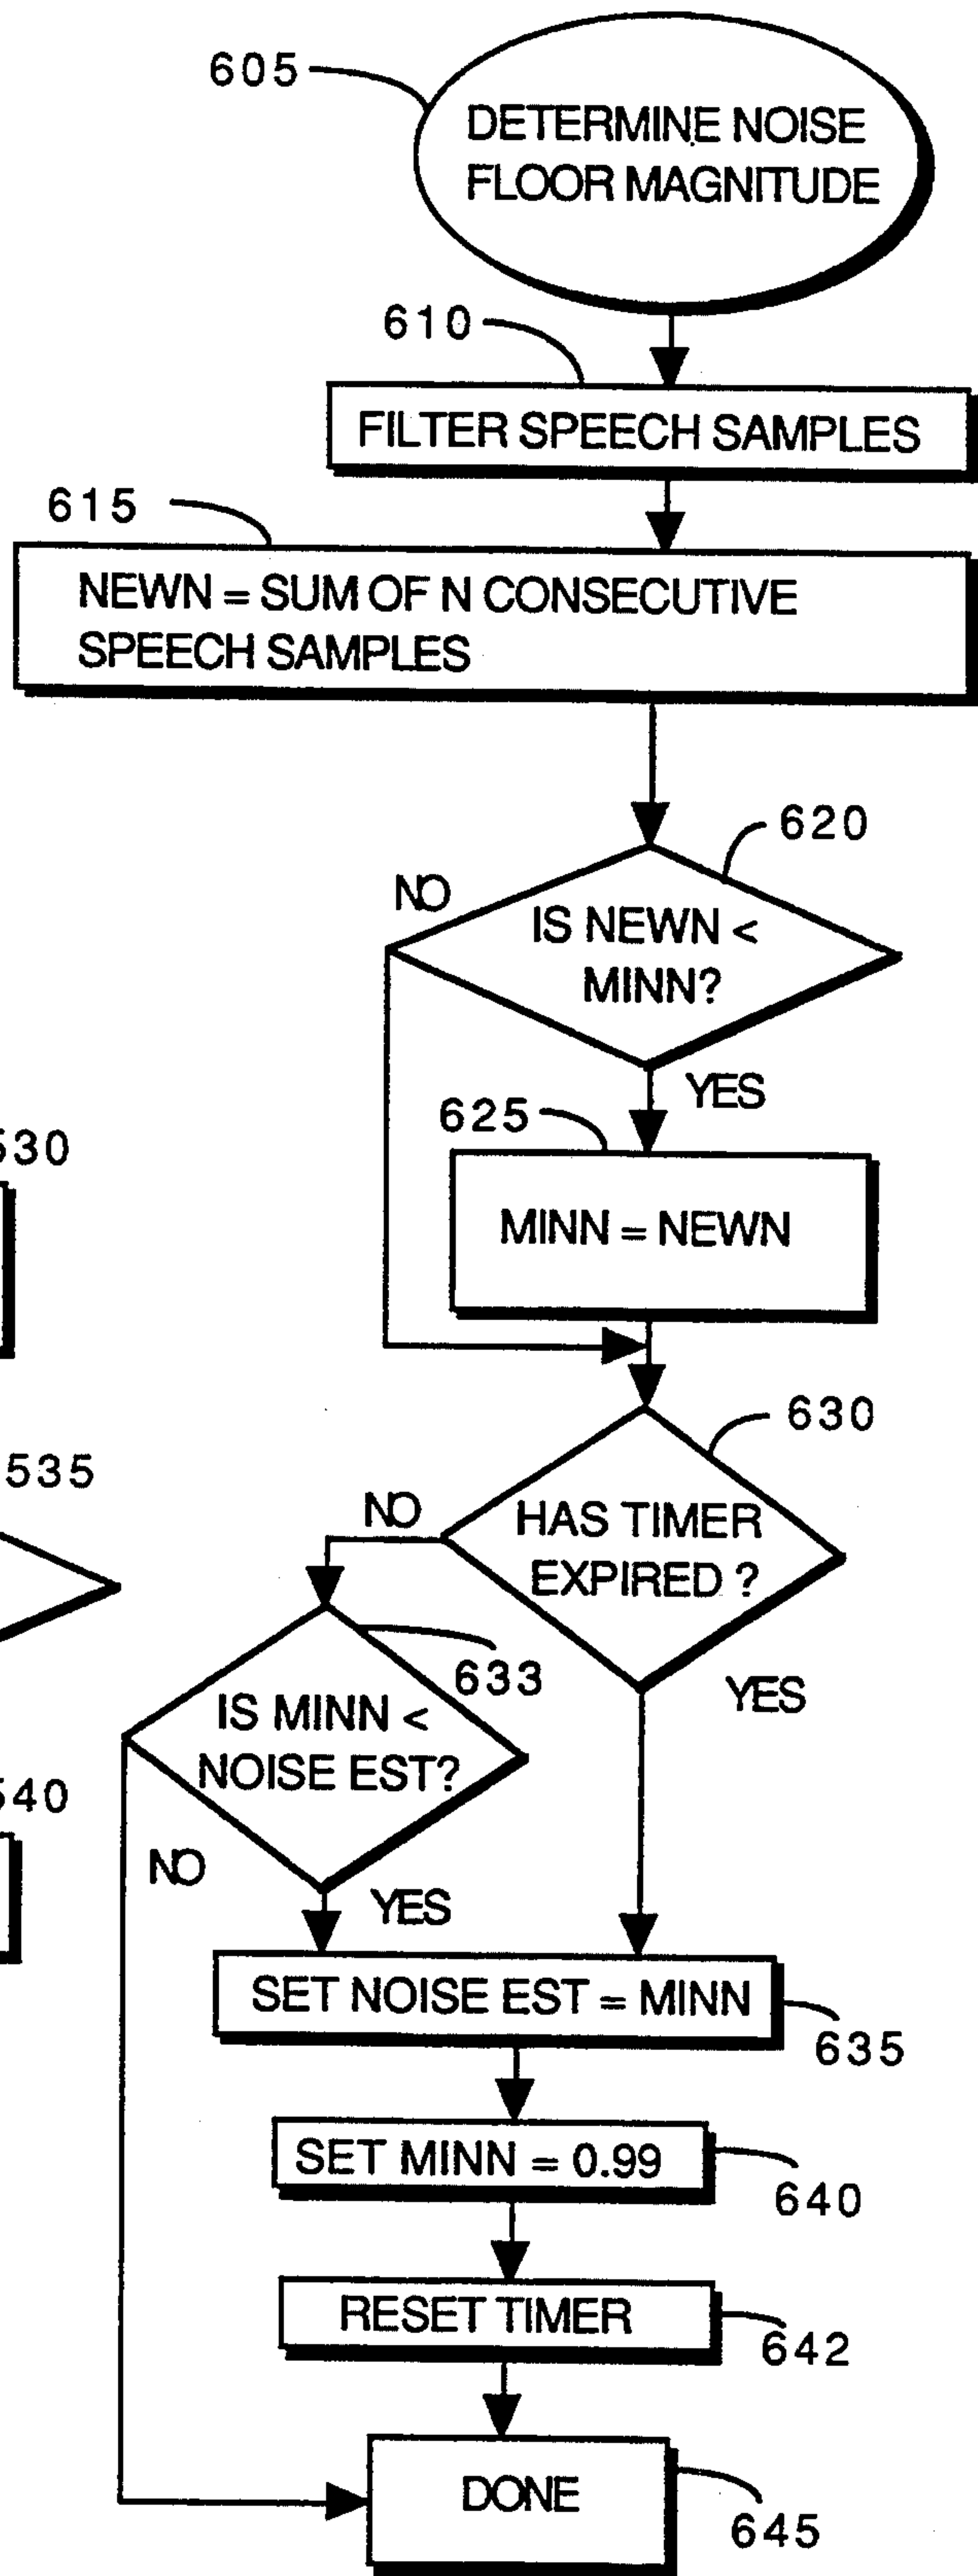 605
DETERMINE NOISE
FLOOR MAGNITUDE
610
FILTER SPEECH SAMPLES
615
NEWN = SUM OF N CONSECUTIVE
SPEECH SAMPLES
620
NO
IS NEWN <
MINN?
YES
625
MINN = NEWN
530
630
535
NO
HAS TIMER
EXPIRED ?
633
YES
IS MINN <
NOISE EST?
540
NO
YES
SET NOISE EST = MINN
635
SET MINN = 0.99
640
RESET TIMER
642
DONE
645